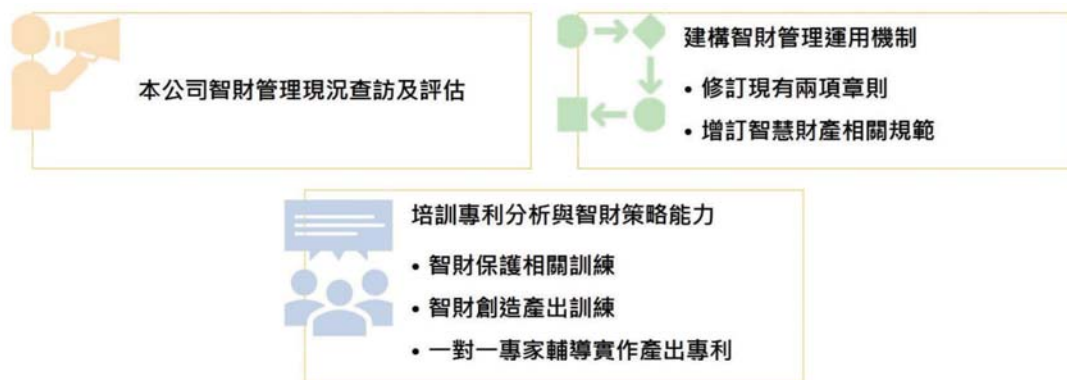 本公司智財管理現況查訪及評估
建構智財管理運用機制
• 修訂現有兩項章則
• 增訂智慧財產相關規範
培訓專利分析與智財策略能力
• 智財保護相關訓練
• 智財創造產出訓練
• 一對一專家輔導實作產出專利